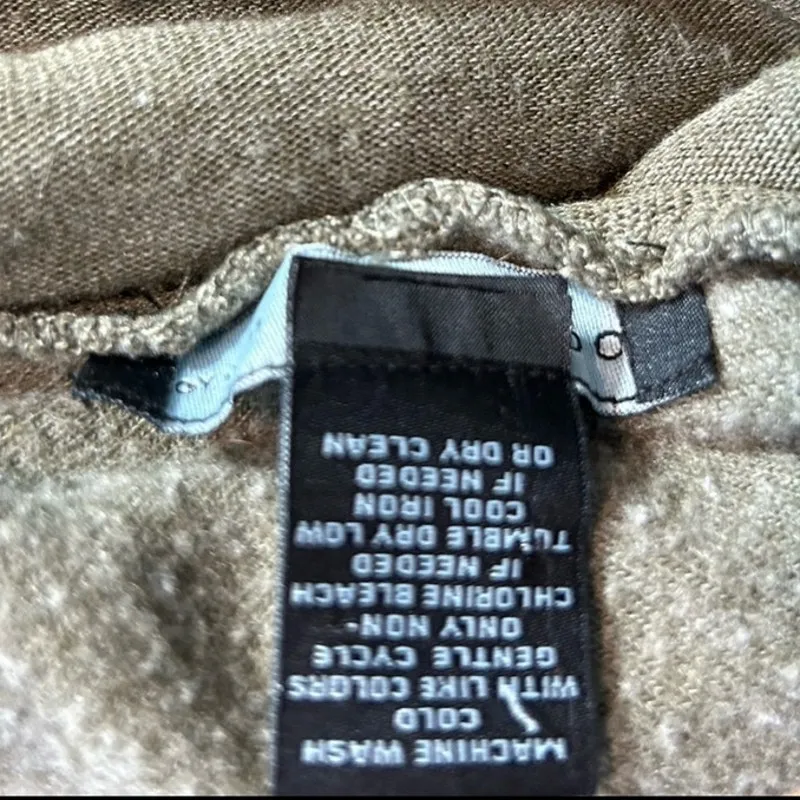 MACHINE WASH
COLD
WITH LIKE COLORS
GENTLE CYCLE
ONLY NON-
CHLORINE BLEACH
IF NEEDED
TUMBLE DRY LOW
COOL IRON
IF NEEDED
OR DRY CLEAN